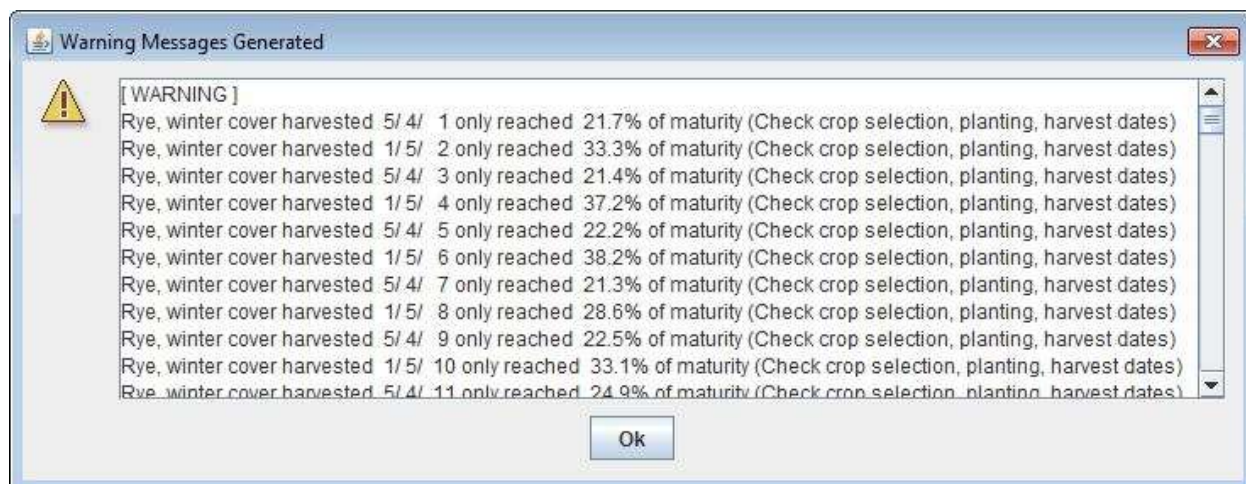 Warning Messages Generated
[ WARNING ]
Rye, winter cover harvested 5/ 4/ 1 only reached 21.7% of maturity (Check crop selection, planting, harvest dates)
Rye, winter cover harvested 1/ 5/ 2 only reached 33.3% of maturity (Check crop selection, planting, harvest dates)
Rye, winter cover harvested 5/ 4/ 3 only reached 21.4% of maturity (Check crop selection, planting, harvest dates)
Rye, winter cover harvested 1/ 5/ 4 only reached 37.2% of maturity (Check crop selection, planting, harvest dates)
Rye, winter cover harvested 5/ 4/ 5 only reached 22.2% of maturity (Check crop selection, planting, harvest dates)
Rye, winter cover harvested 1/ 5/ 6 only reached 38.2% of maturity (Check crop selection, planting, harvest dates)
Rye, winter cover harvested 5/ 4/ 7 only reached 21.3% of maturity (Check crop selection, planting, harvest dates)
Rye, winter cover harvested 1/ 5/ 8 only reached 28.6% of maturity (Check crop selection, planting, harvest dates)
Rye, winter cover harvested 5/ 4/ 9 only reached 22.5% of maturity (Check crop selection, planting, harvest dates)
Rye, winter cover harvested 1/ 5/ 10 only reached 33.1% of maturity (Check crop selection, planting, harvest dates)
Rye, winter cover harvested 5/ 4/ 11 only reached 24.9% of maturity (Check crop selection, planting, harvest dates)
Ok